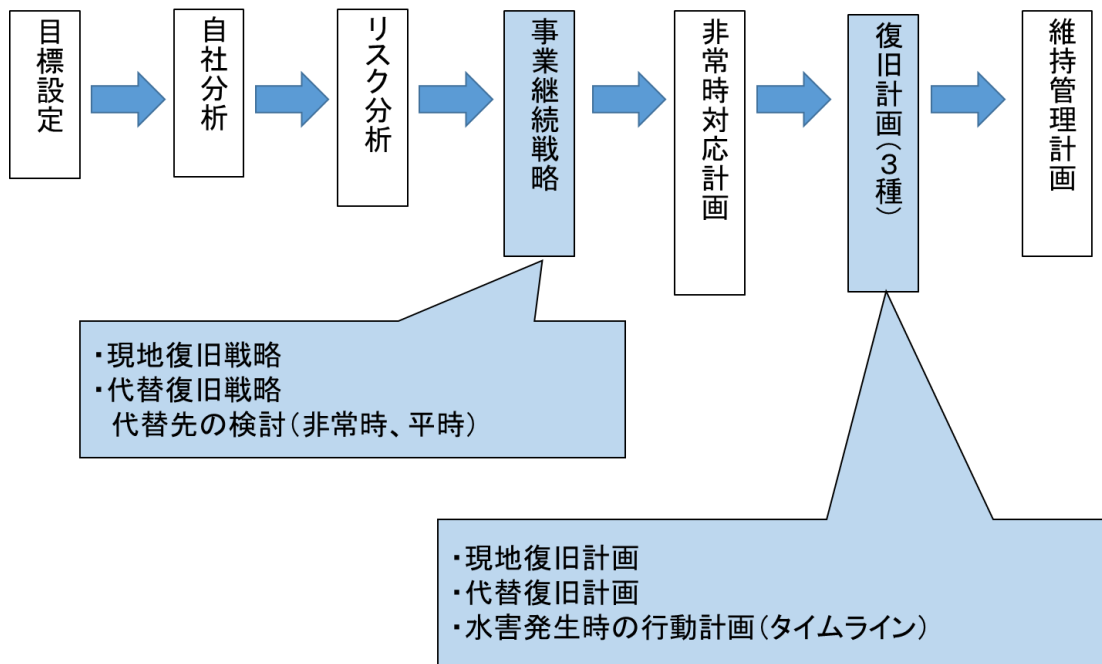 目標設定
自社分析
リスク分析
事業継続戦略
非常時対応計画
復旧計画(3種)
維持管理計画
・現地復旧戦略
・代替復旧戦略
代替先の検討(非常時、平時)
・現地復旧計画
・代替復旧計画
・水害発生時の行動計画(タイムライン)